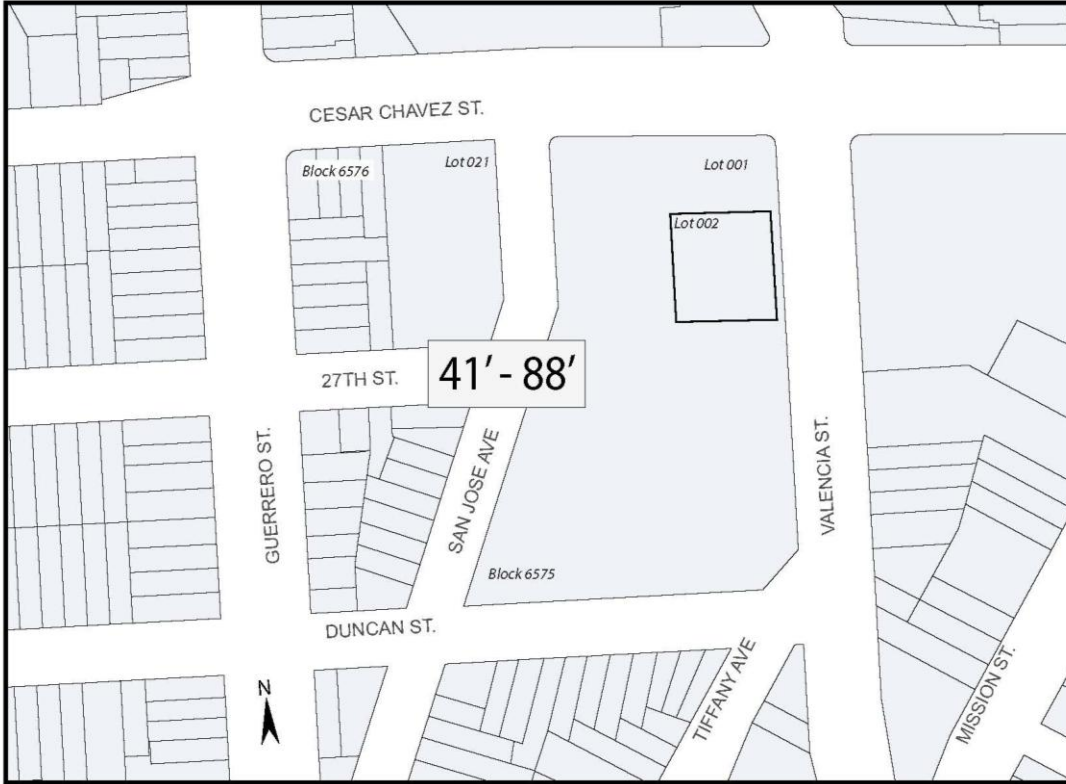 CESAR CHAVEZ ST.
Block 6576
Lot 021
Lot 001
Lot 002
27TH ST.
41' - 88'
GUERRERO ST.
SAN JOSE AVE
VALENCIA ST.
Block 6575
DUNCAN ST.
TIFFANY AVE
MISSION ST.
N